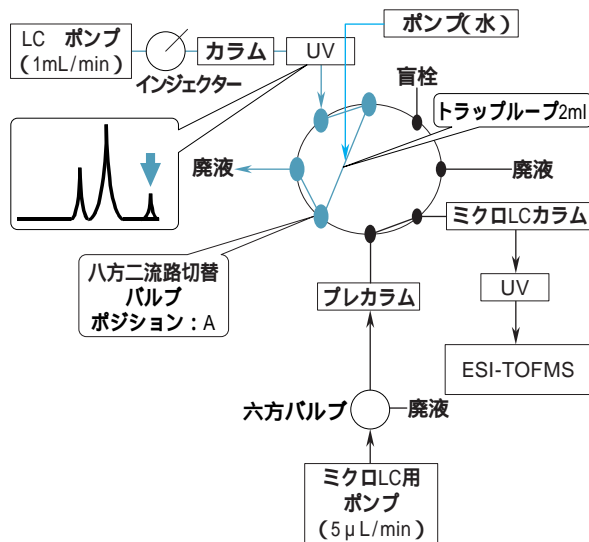 LC ポンプ
（1mL/min）
インジェクター
カラム
UV
ポンプ(水)
盲栓
トラップループ2ml
廃液
廃液
ミクロLCカラム
八方二流路切替
バルブ
ポジション：A
プレカラム
UV
ESI-TOFMS
六方バルブ
廃液
ミクロLC用
ポンプ
（5μL/min）